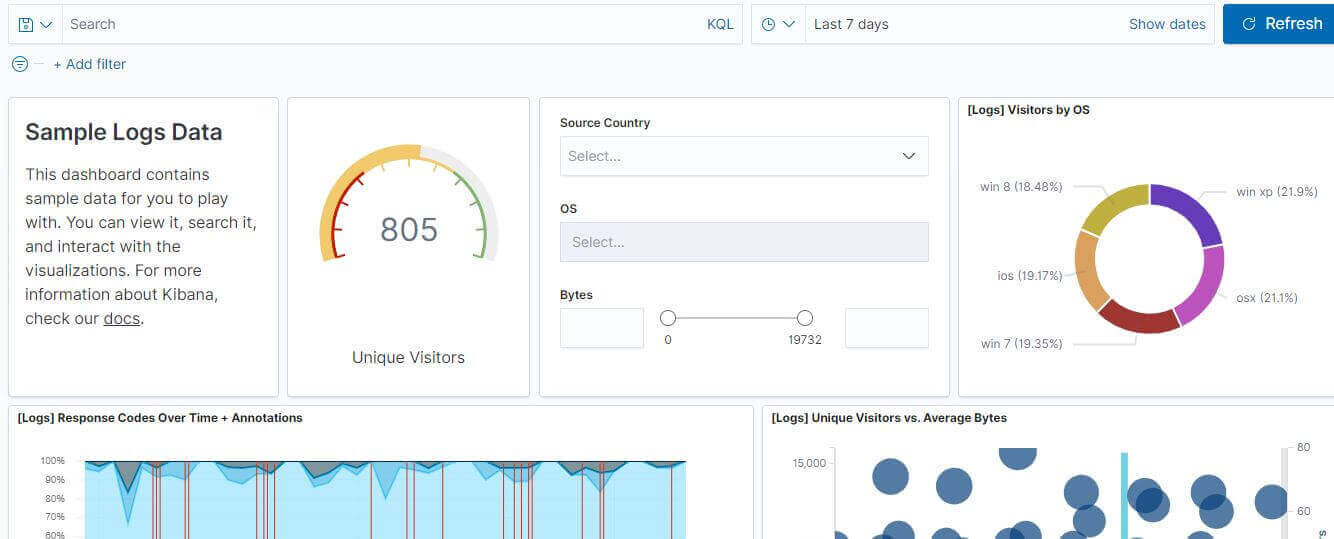 Search
KQL
Last 7 days
Show dates
Refresh
+ Add filter
Sample Logs Data
This dashboard contains
sample data for you to play
with. You can view it, search it,
and interact with the
visualizations. For more
information about Kibana,
check our docs.
805
Unique Visitors
Source Country
Select...
OS
Select...
Bytes
0
19732
[Logs] Visitors by OS
win 8 (18.48%)
win xp (21.9%)
ios (19.17%)
osx (21.1%)
win 7 (19.35%)
[Logs] Response Codes Over Time + Annotations
100%
90%
80%
70%
60%
[Logs] Unique Visitors vs. Average Bytes
15,000
80
60